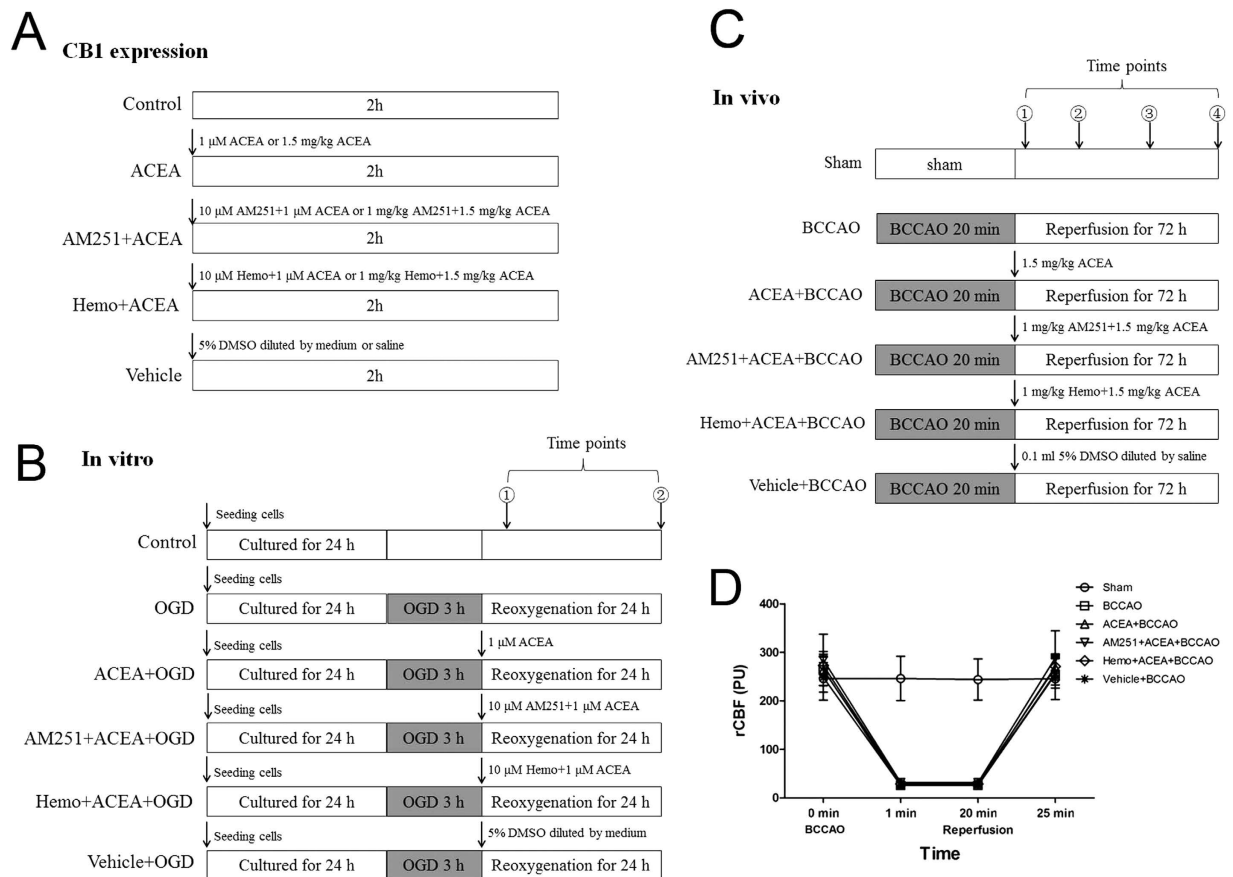 A
CB1 expression
Control
2h
1 μM ACEA or 1.5 mg/kg ACEA
ACEA
2h
10 μM AM251+1 μM ACEA or 1 mg/kg AM251+1.5 mg/kg ACEA
AM251+ACEA
2h
10 μM Hemo+1 μM ACEA or 1 mg/kg Hemo+1.5 mg/kg ACEA
Hemo+ACEA
2h
5% DMSO diluted by medium or saline
Vehicle
2h
B
In vitro
Time points
① ②
Seeding cells
Control
Cultured for 24 h
Seeding cells
OGD
Cultured for 24 h
OGD 3 h
Reoxygenation for 24 h
Seeding cells
1 μM ACEA
ACEA+OGD
Cultured for 24 h
OGD 3 h
Reoxygenation for 24 h
Seeding cells
10 μM AM251+1 μM ACEA
AM251+ACEA+OGD
Cultured for 24 h
OGD 3 h
Reoxygenation for 24 h
Seeding cells
10 μM Hemo+1 μM ACEA
Hemo+ACEA+OGD
Cultured for 24 h
OGD 3 h
Reoxygenation for 24 h
Seeding cells
5% DMSO diluted by medium
Vehicle+OGD
Cultured for 24 h
OGD 3 h
Reoxygenation for 24 h
C
In vivo
Time points
① ② ③ ④
Sham
sham
BCCAO
BCCAO 20 min
Reperfusion for 72 h
1.5 mg/kg ACEA
ACEA+BCCAO
BCCAO 20 min
Reperfusion for 72 h
1 mg/kg AM251+1.5 mg/kg ACEA
AM251+ACEA+BCCAO
BCCAO 20 min
Reperfusion for 72 h
1 mg/kg Hemo+1.5 mg/kg ACEA
Hemo+ACEA+BCCAO
BCCAO 20 min
Reperfusion for 72 h
0.1 ml 5% DMSO diluted by saline
Vehicle+BCCAO
BCCAO 20 min
Reperfusion for 72 h
D
Sham
BCCAO
ACEA+BCCAO
AM251+ACEA+BCCAO
Hemo+ACEA+BCCAO
Vehicle+BCCAO
rCBF (PU)
400
300
200
100
0
0 min 1 min 20 min 25 min
BCCAO Reperfusion
Time